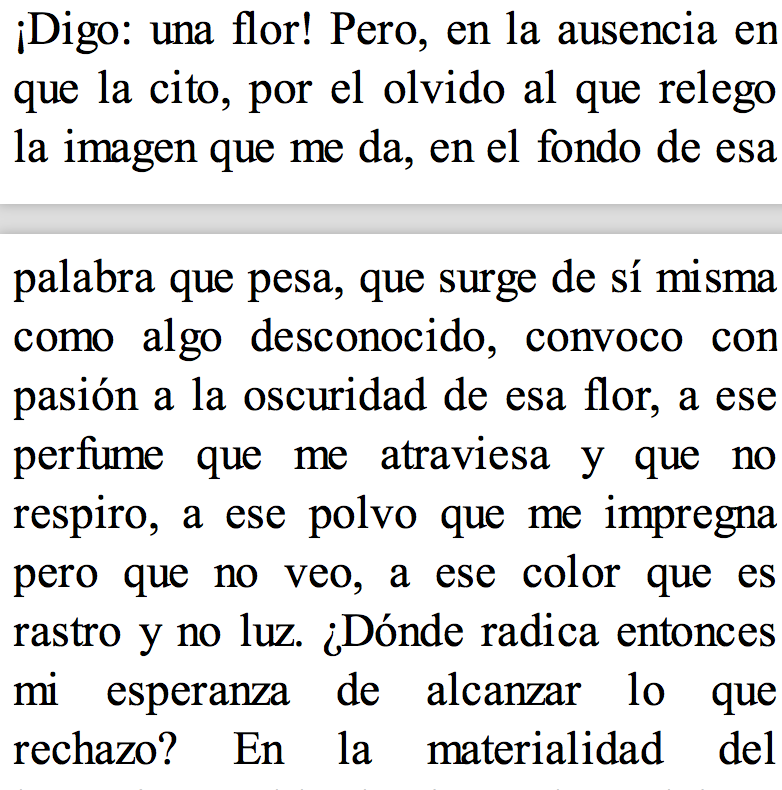 ¡Digo: una flor! Pero, en la ausencia en
que la cito, por el olvido al que relego
la imagen que me da, en el fondo de esa
palabra que pesa, que surge de sí misma
como algo desconocido, convoco con
pasión a la oscuridad de esa flor, a ese
perfume que me atraviesa y que no
respiro, a ese polvo que me impregna
pero que no veo, a ese color que es
rastro y no luz. ¿Dónde radica entonces
mi esperanza de alcanzar lo que
rechazo? En la materialidad del